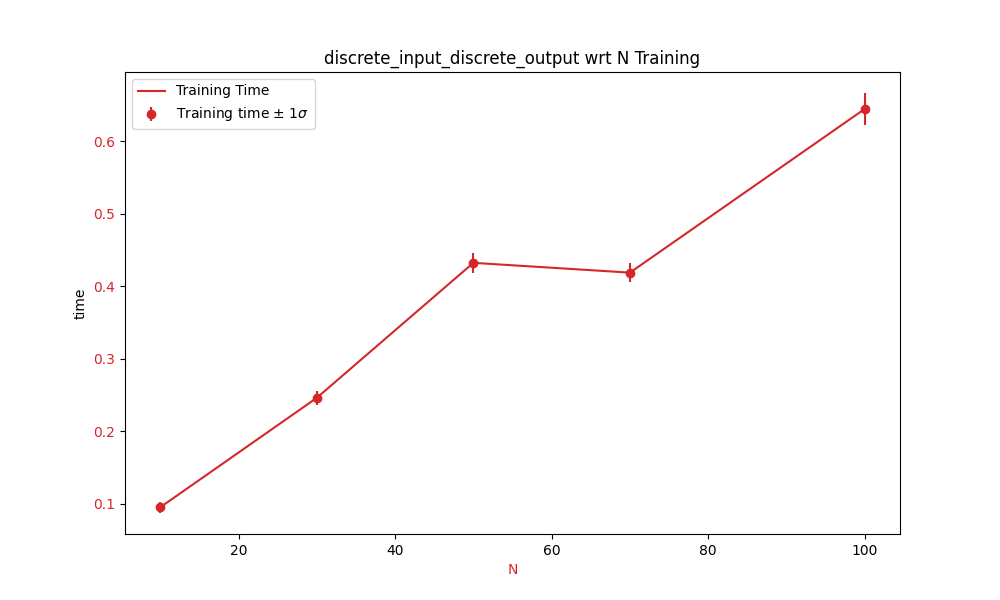 discrete_input_discrete_output wrt N Training
Training Time
Training time ± 1σ
0.6
0.5
0.4
0.3
0.2
0.1
time
20 40 60 80 100
N